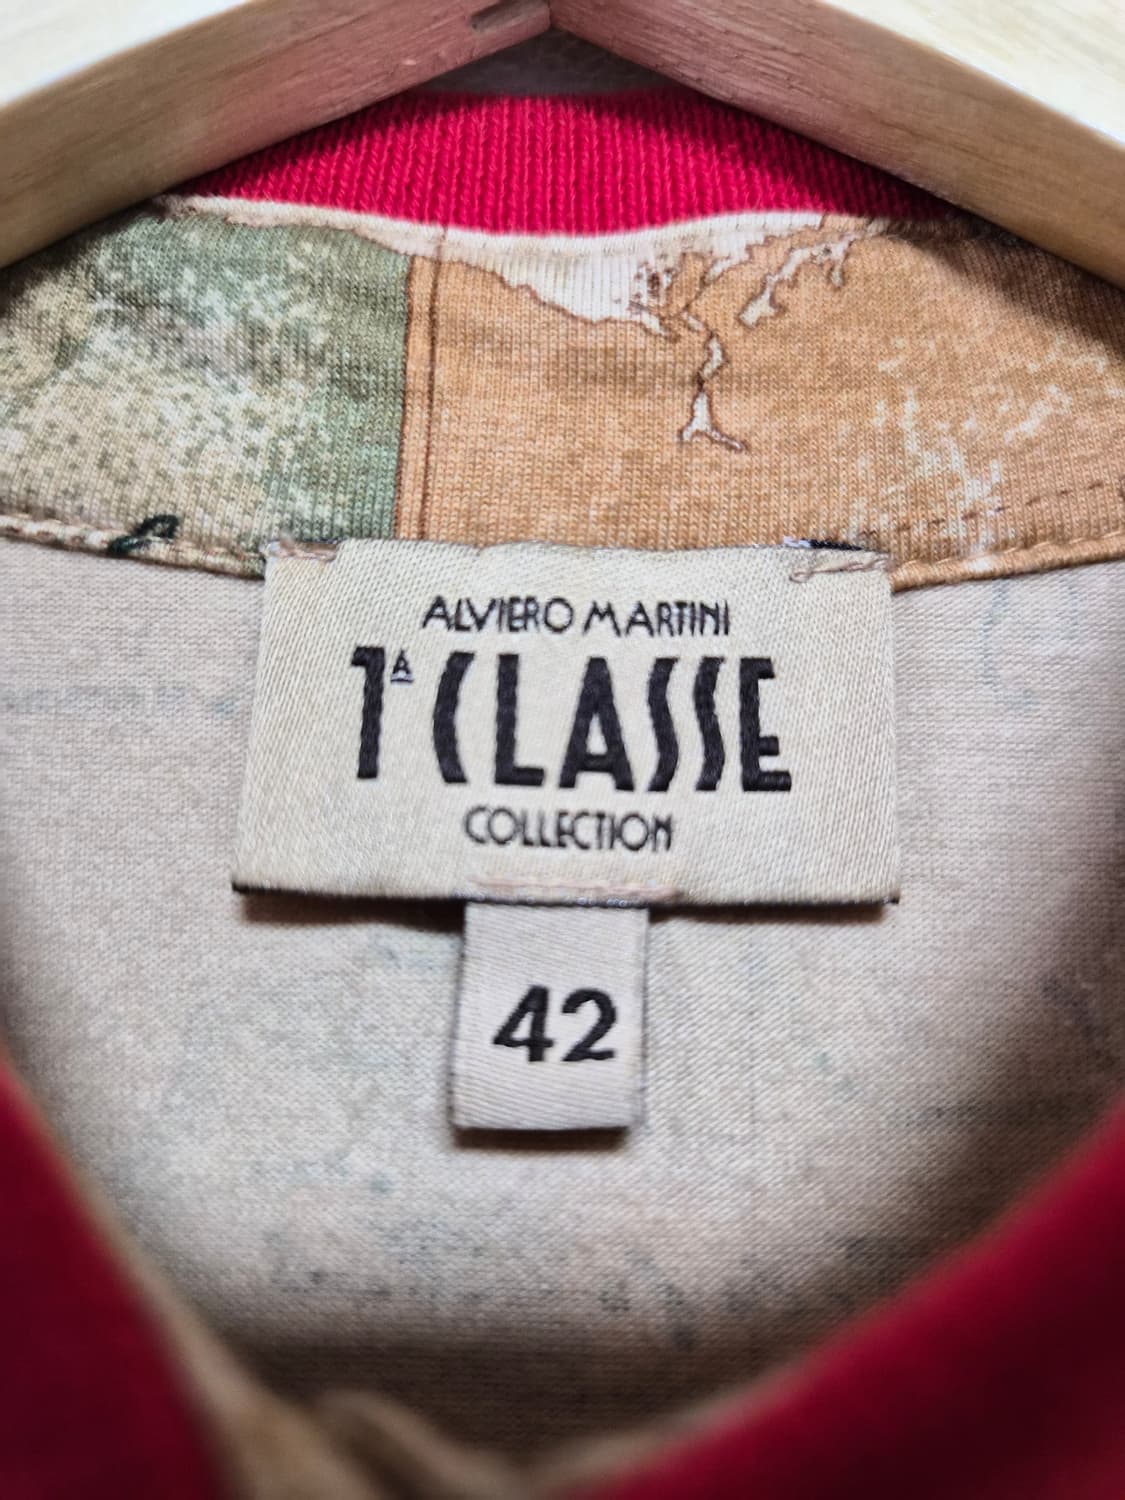 ALVIERO MARTINI
1ᴬ CLASSE
COLLECTION
42